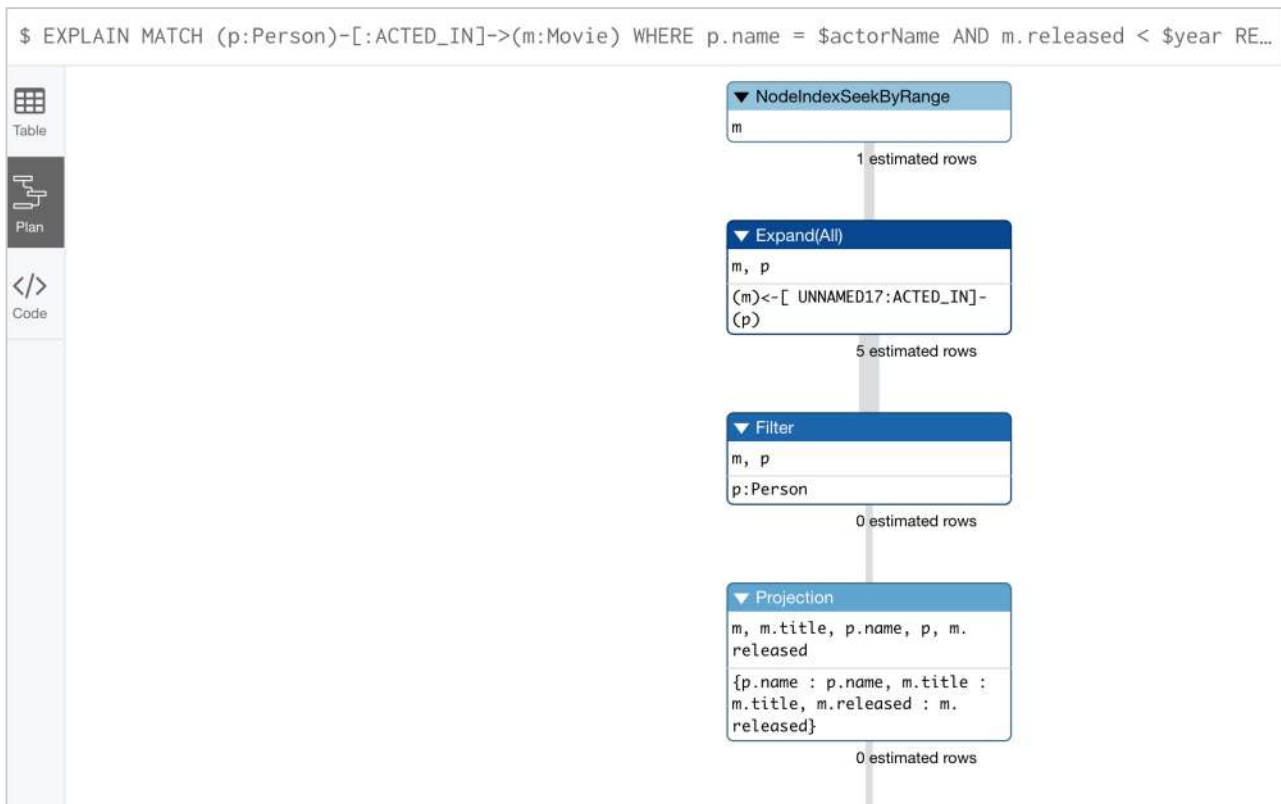 $ EXPLAIN MATCH (p:Person)-[:ACTED_IN]->(m:Movie) WHERE p.name = $actorName AND m.released < $year RE…
Table
Plan
</>
Code
NodeIndexSeekByRange
m
1 estimated rows
Expand(All)
m, p
(m)<-[ UNNAMED17:ACTED_IN]-
(p)
5 estimated rows
Filter
m, p
p:Person
0 estimated rows
Projection
m, m.title, p.name, p, m.
released
{p.name : p.name, m.title :
m.title, m.released : m.
released}
0 estimated rows